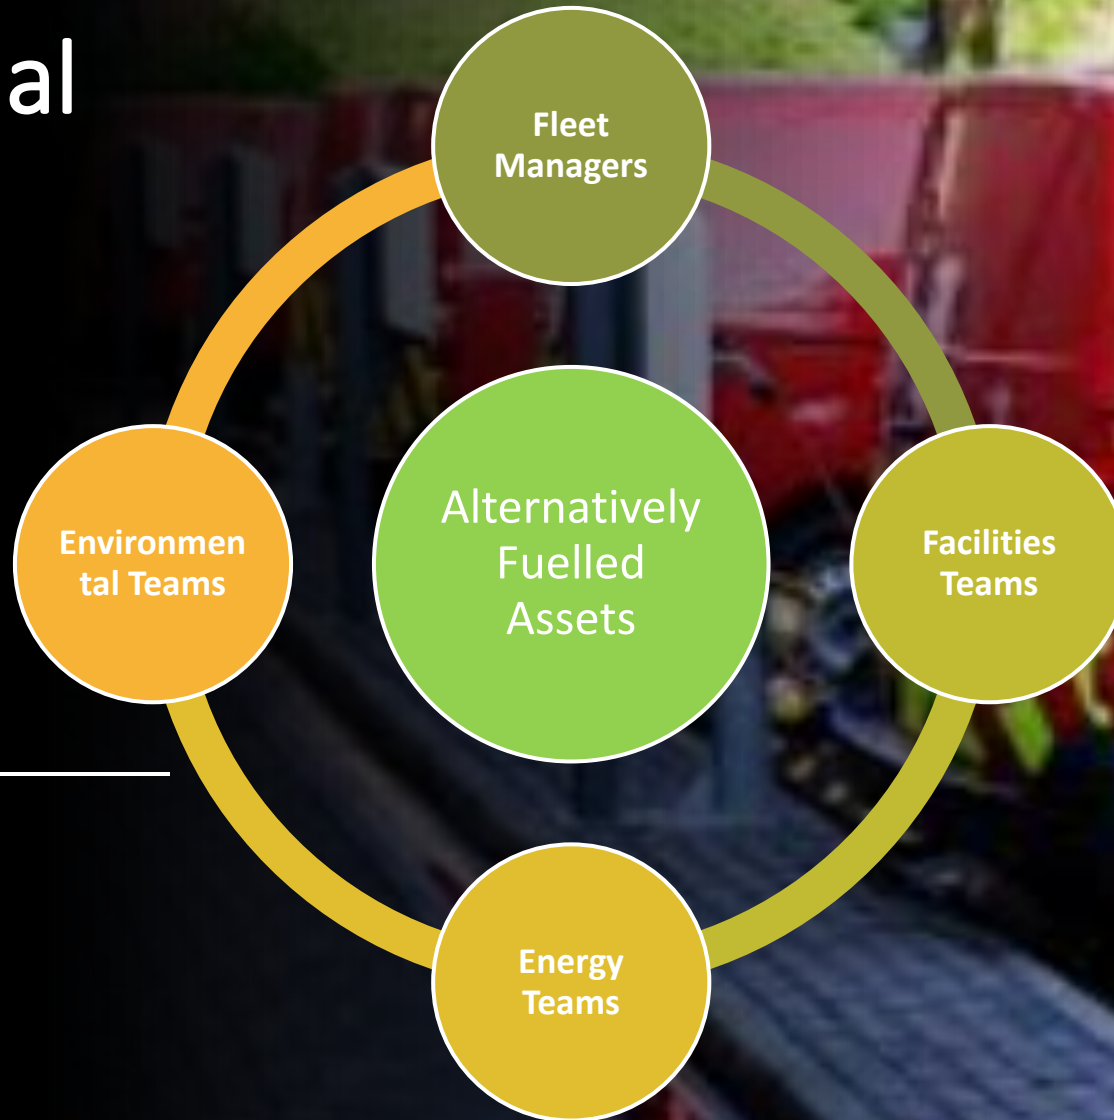 al
Fleet
Managers
Alternatively
Fuelled
Assets
Environmen
tal Teams
Facilities
Teams
Energy
Teams